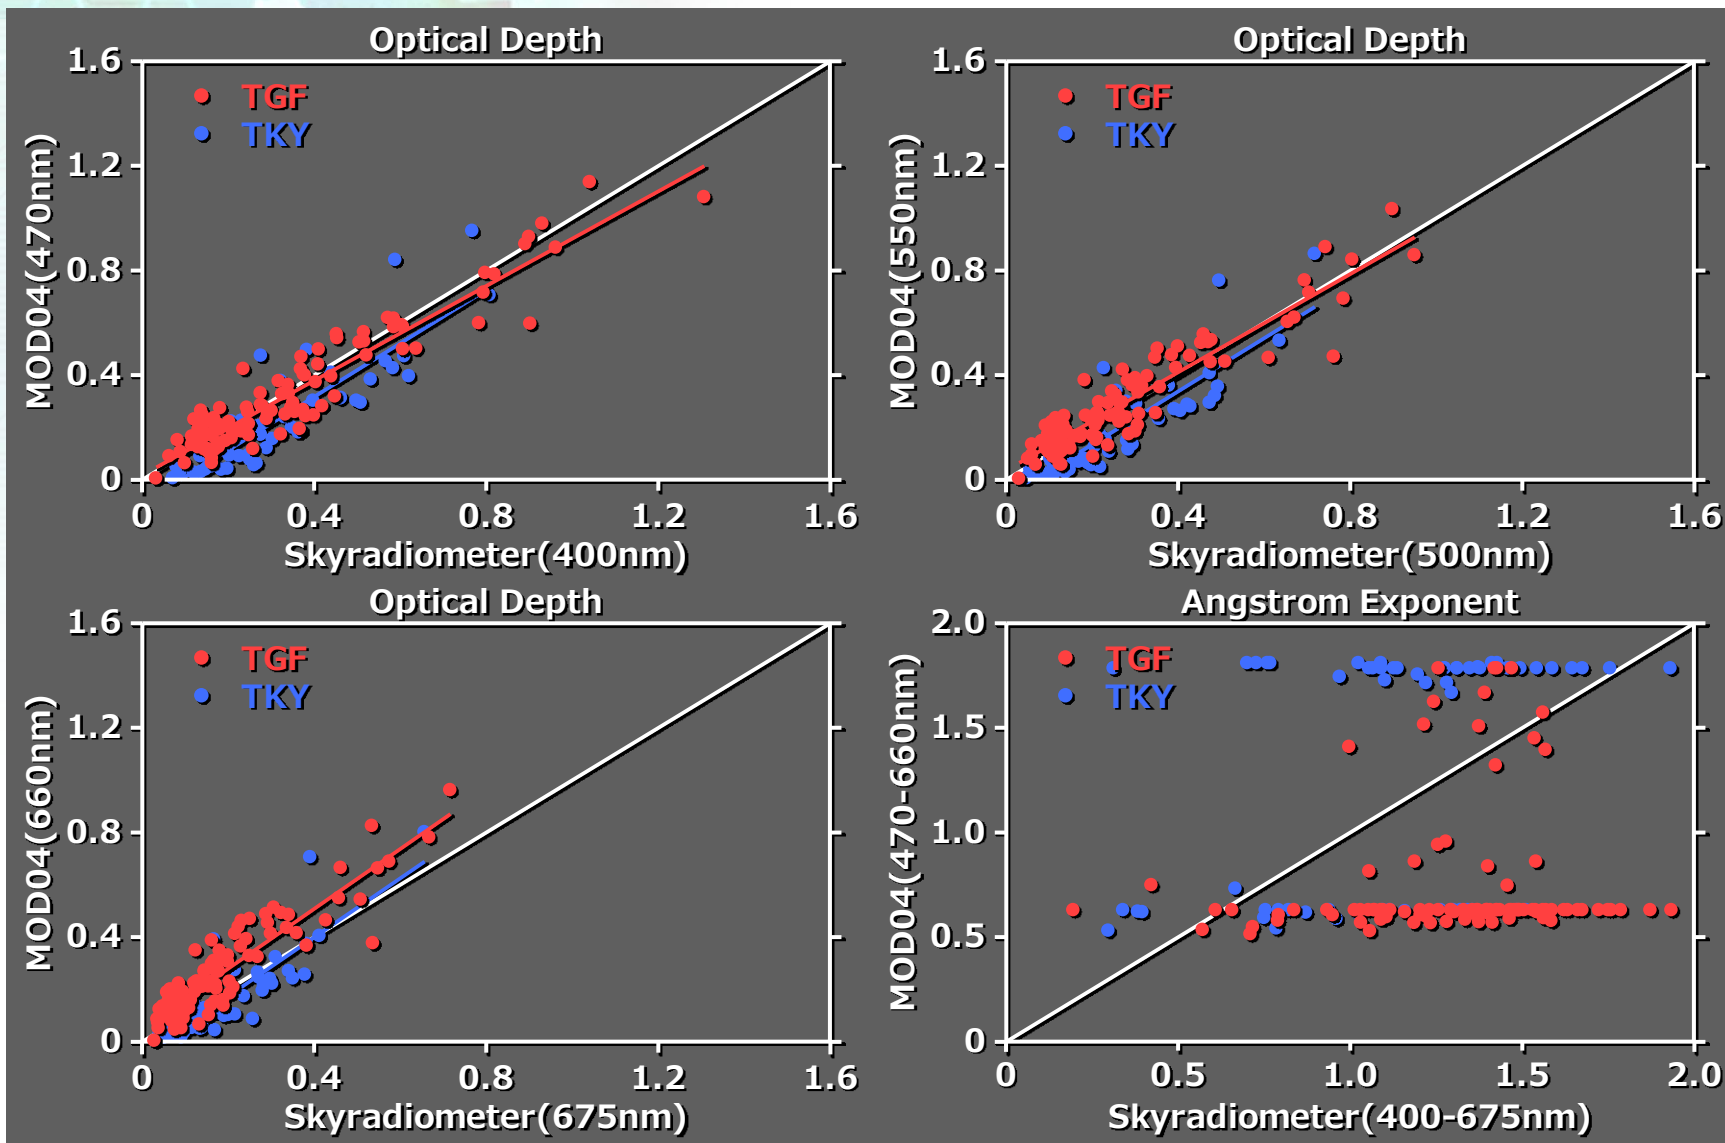 Optical Depth
1.6
1.2
0.8
0.4
0
MOD04(470nm)
TGF
TKY
0 0.4 0.8 1.2 1.6
Skyradiometer(400nm)
Optical Depth
1.6
1.2
0.8
0.4
0
MOD04(550nm)
TGF
TKY
0 0.4 0.8 1.2 1.6
Skyradiometer(500nm)
Optical Depth
1.6
1.2
0.8
0.4
0
MOD04(660nm)
TGF
TKY
0 0.4 0.8 1.2 1.6
Skyradiometer(675nm)
Angstrom Exponent
2.0
1.5
1.0
0.5
0
MOD04(470-660nm)
TGF
TKY
0 0.5 1.0 1.5 2.0
Skyradiometer(400-675nm)